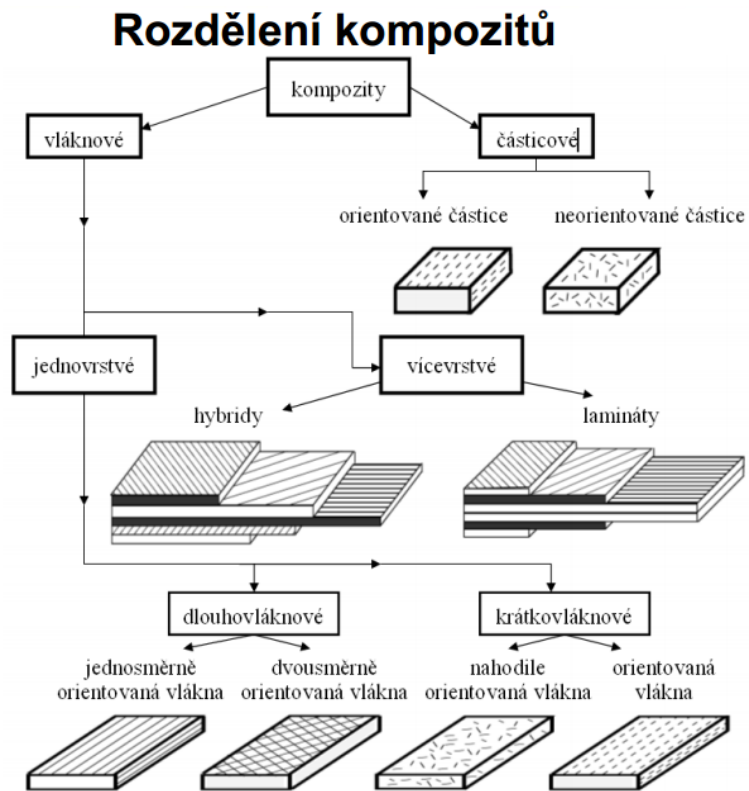 Rozdělení kompozitů
kompozity
vláknové
částicové
orientované částice
neorientované částice
jednovrstvé
vícevrstvé
hybridy
lamináty
dlouhovláknové
krátkovláknové
jednosměrně
orientovaná vlákna
dvousměrně
orientovaná vlákna
nahodile
orientovaná vlákna
orientovaná
vlákna